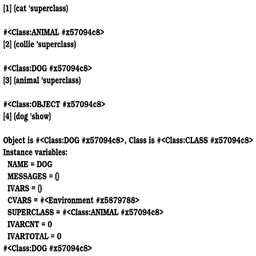 [1] (cat 'superclass)
#<Class:ANIMAL #x57094c8>
[2] (collie 'superclass)
#<Class:DOG #x57094c8>
[3] (animal 'superclass)
#<Class:OBJECT #x57094c8>
[4] (dog 'show)
Object is #<Class:DOG #x57094c8>, Class is #<Class:CLASS #x57094c8>
Instance variables:
NAME = DOG
MESSAGES = ()
IVARS = ()
CVARS = #<Environment #x5879788>
SUPERCLASS = #<Class:ANIMAL #x57094c8>
IVARCNT = 0
IVARTOTAL = 0
#<Class:DOG #x57094c8>